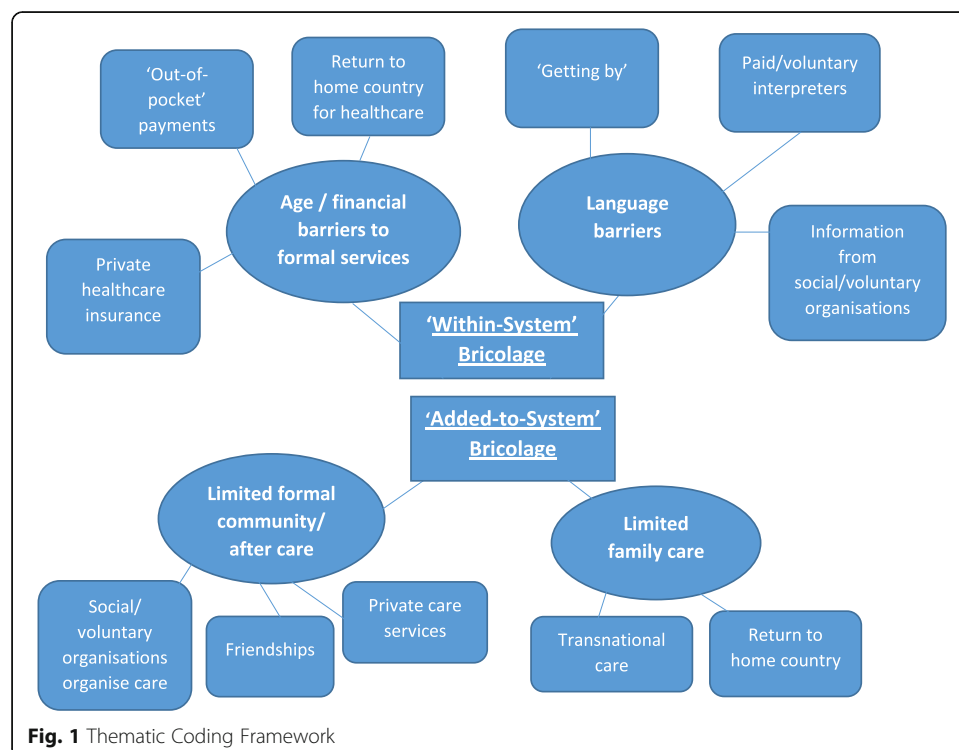 ‘Out-of-
pocket’
payments
Return to
home country
for healthcare
‘Getting by’
Paid/voluntary
interpreters
Age / financial
barriers to
formal services
Language
barriers
Private
healthcare
insurance
Information
from
social/voluntary
organisations
‘Within-System’
Bricolage
‘Added-to-System’
Bricolage
Limited formal
community/
after care
Limited
family care
Social/
voluntary
organisations
organise care
Friendships
Private care
services
Transnational
care
Return to
home country
Fig. 1 Thematic Coding Framework